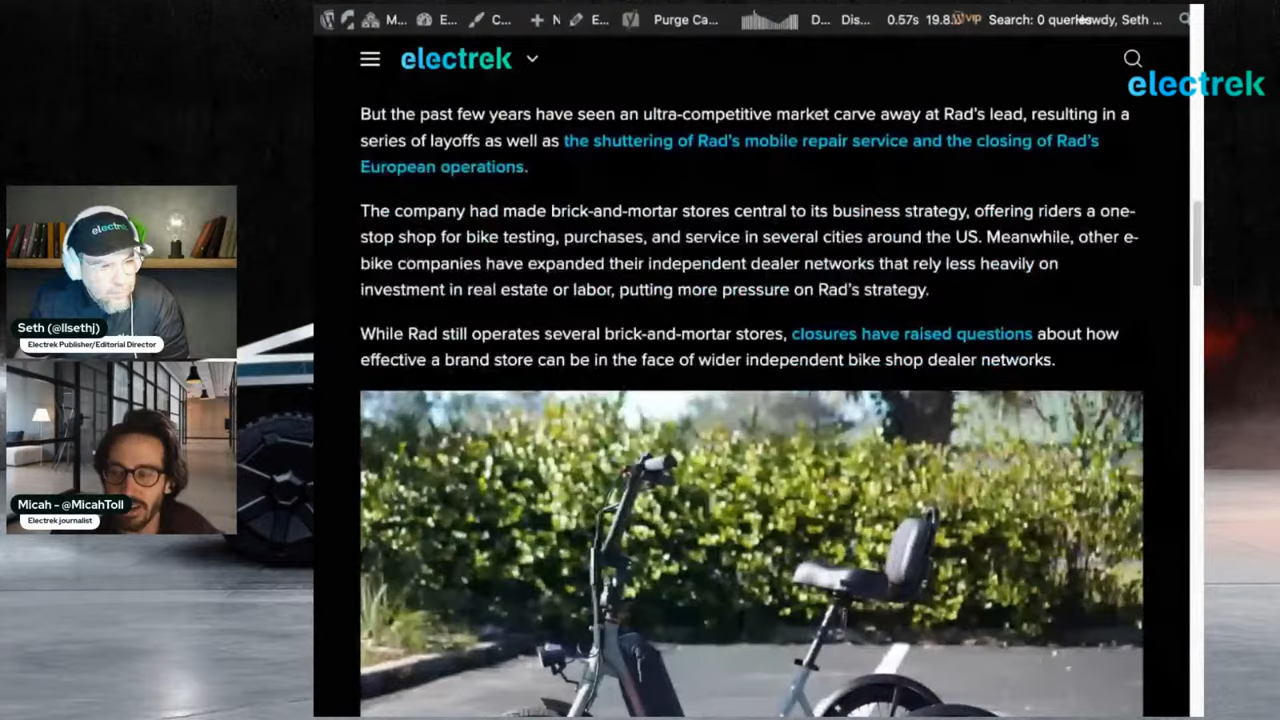 M...
E...
C...
N
E...
Purge Ca...
D...
Dis...
0.57s
VIP
Search: 0 queries
electrek
electrek
But the past few years have seen an ultra-competitive market carve away at Rad's lead, resulting in a
series of layoffs as well as the shuttering of Rad's mobile repair service and the closing of Rad's
European operations.
The company had made brick-and-mortar stores central to its business strategy, offering riders a one-
stop shop for bike testing, purchases, and service in several cities around the US. Meanwhile, other e-
bike companies have expanded their independent dealer networks that rely less heavily on
investment in real estate or labor, putting more pressure on Rad's strategy.
While Rad still operates several brick-and-mortar stores, closures have raised questions about how
effective a brand store can be in the face of wider independent bike shop dealer networks.
Seth (@llsethj)
Electrek Publisher/Editorial Director
Micah - @MicahToll
Electrek journalist